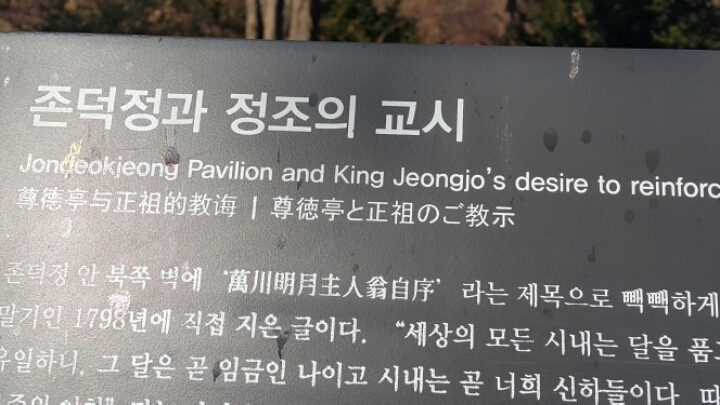 존덕정과 정조의 교시
Jondeokjeong Pavilion and King Jeongjo's desire to reinforc
尊德亭与正祖的教诲 | 尊徳亭と正祖のご教示
존덕정 안 북쪽 벽에 '萬川明月主人翁自序' 라는 제목으로 빽빽하게
말기인 1798년에 직접 지은 글이다. "세상의 모든 시내는 달을 품
유일하니, 그 달은 곧 임금인 나이고 시내는 곧 너희 신하들이다.